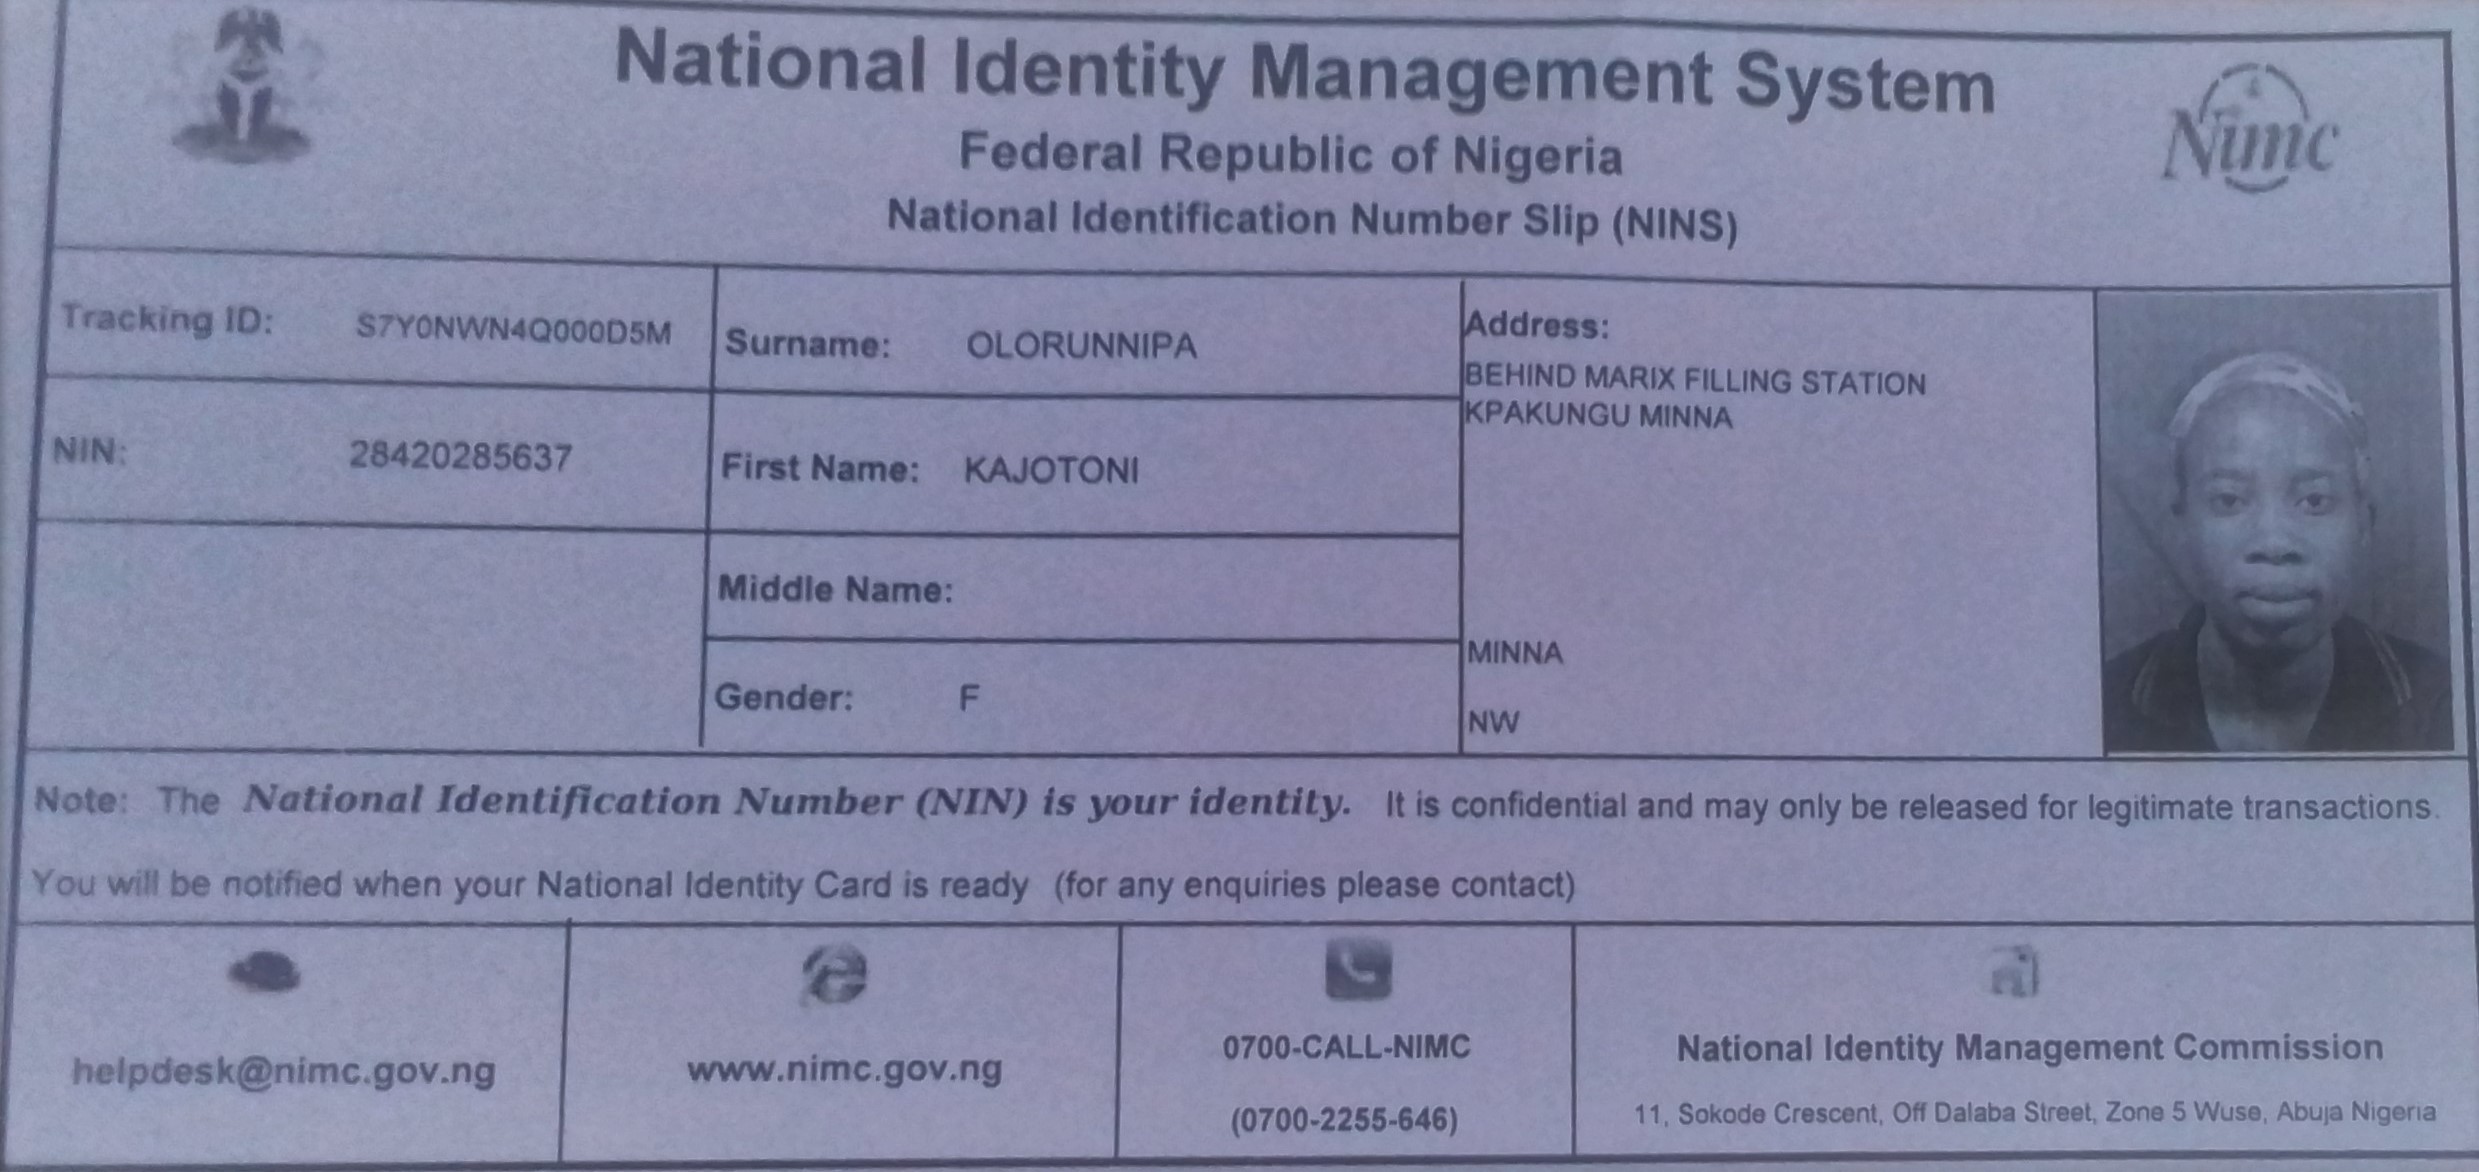 National Identity Management System
Federal Republic of Nigeria
National Identification Number Slip (NINS)
Nimc
Tracking ID: S7Y0NWN4Q000D5M
Surname: OLORUNNIPA
Address:
BEHIND MARIX FILLING STATION
KPAKUNGU MINNA
NIN: 28420285637
First Name: KAJOTONI
Middle Name:
MINNA
Gender: F
NW
Note: The National Identification Number (NIN) is your identity. It is confidential and may only be released for legitimate transactions.
You will be notified when your National Identity Card is ready (for any enquiries please contact)
helpdesk@nimc.gov.ng
www.nimc.gov.ng
0700-CALL-NIMC
(0700-2255-646)
National Identity Management Commission
11, Sokode Crescent, Off Dalaba Street, Zone 5 Wuse, Abuja Nigeria